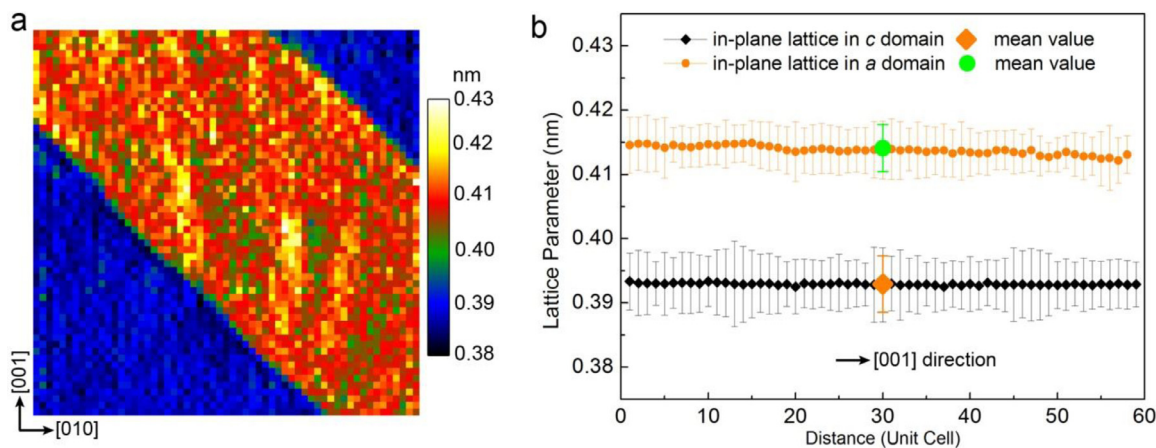 a
nm
0.43
0.42
0.41
0.40
0.39
0.38
[001]
[010]
b
0.43
0.42
0.41
0.40
0.39
0.38
Lattice Parameter (nm)
in-plane lattice in c domain
mean value
in-plane lattice in a domain
mean value
[001] direction
0
10
20
30
40
50
60
Distance (Unit Cell)